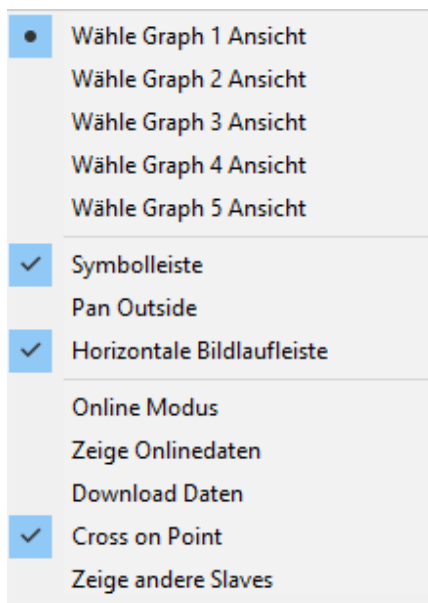 Wähle Graph 1 Ansicht
Wähle Graph 2 Ansicht
Wähle Graph 3 Ansicht
Wähle Graph 4 Ansicht
Wähle Graph 5 Ansicht
Symbolleiste
Pan Outside
Horizontale Bildlaufleiste
Online Modus
Zeige Onlinedaten
Download Daten
Cross on Point
Zeige andere Slaves